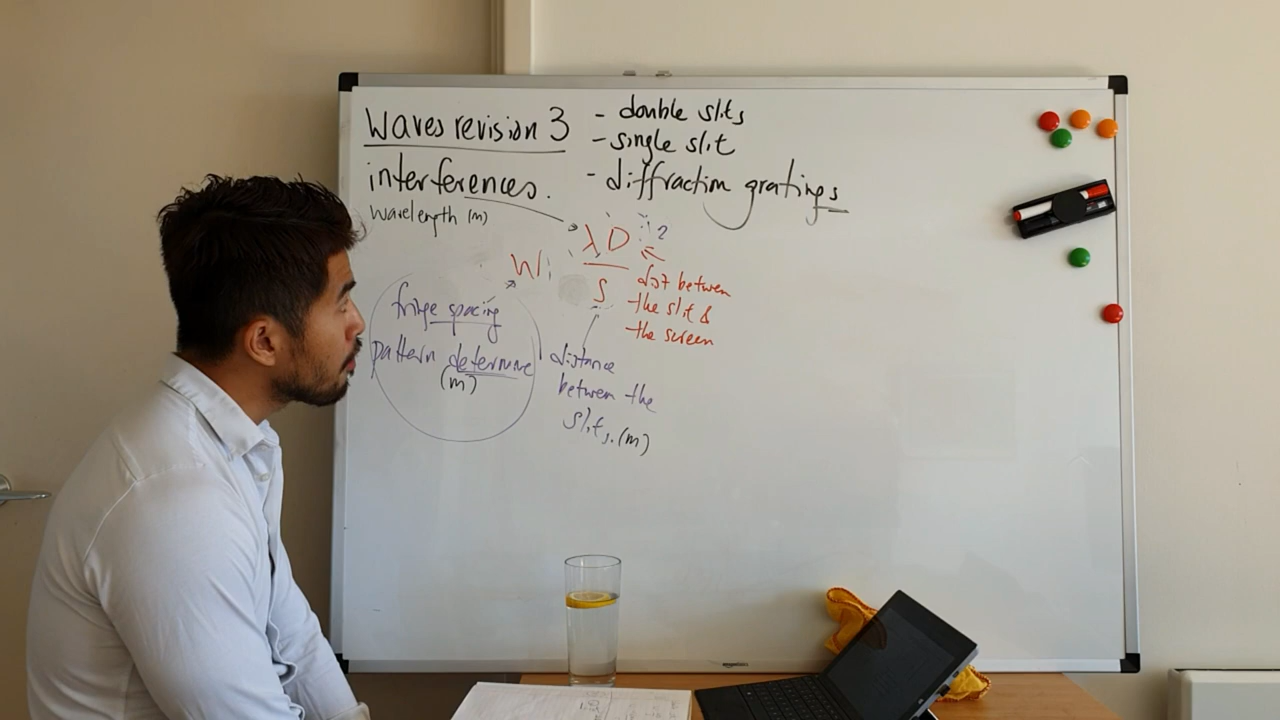 Waves revision 3
- double slits
- single slit
- diffraction gratings
interferences.
Wavelength (m)
W = λD
s
fringe spacing
pattern determine
(m)
dist between
the slit &
the screen
distance
between the
slits. (m)